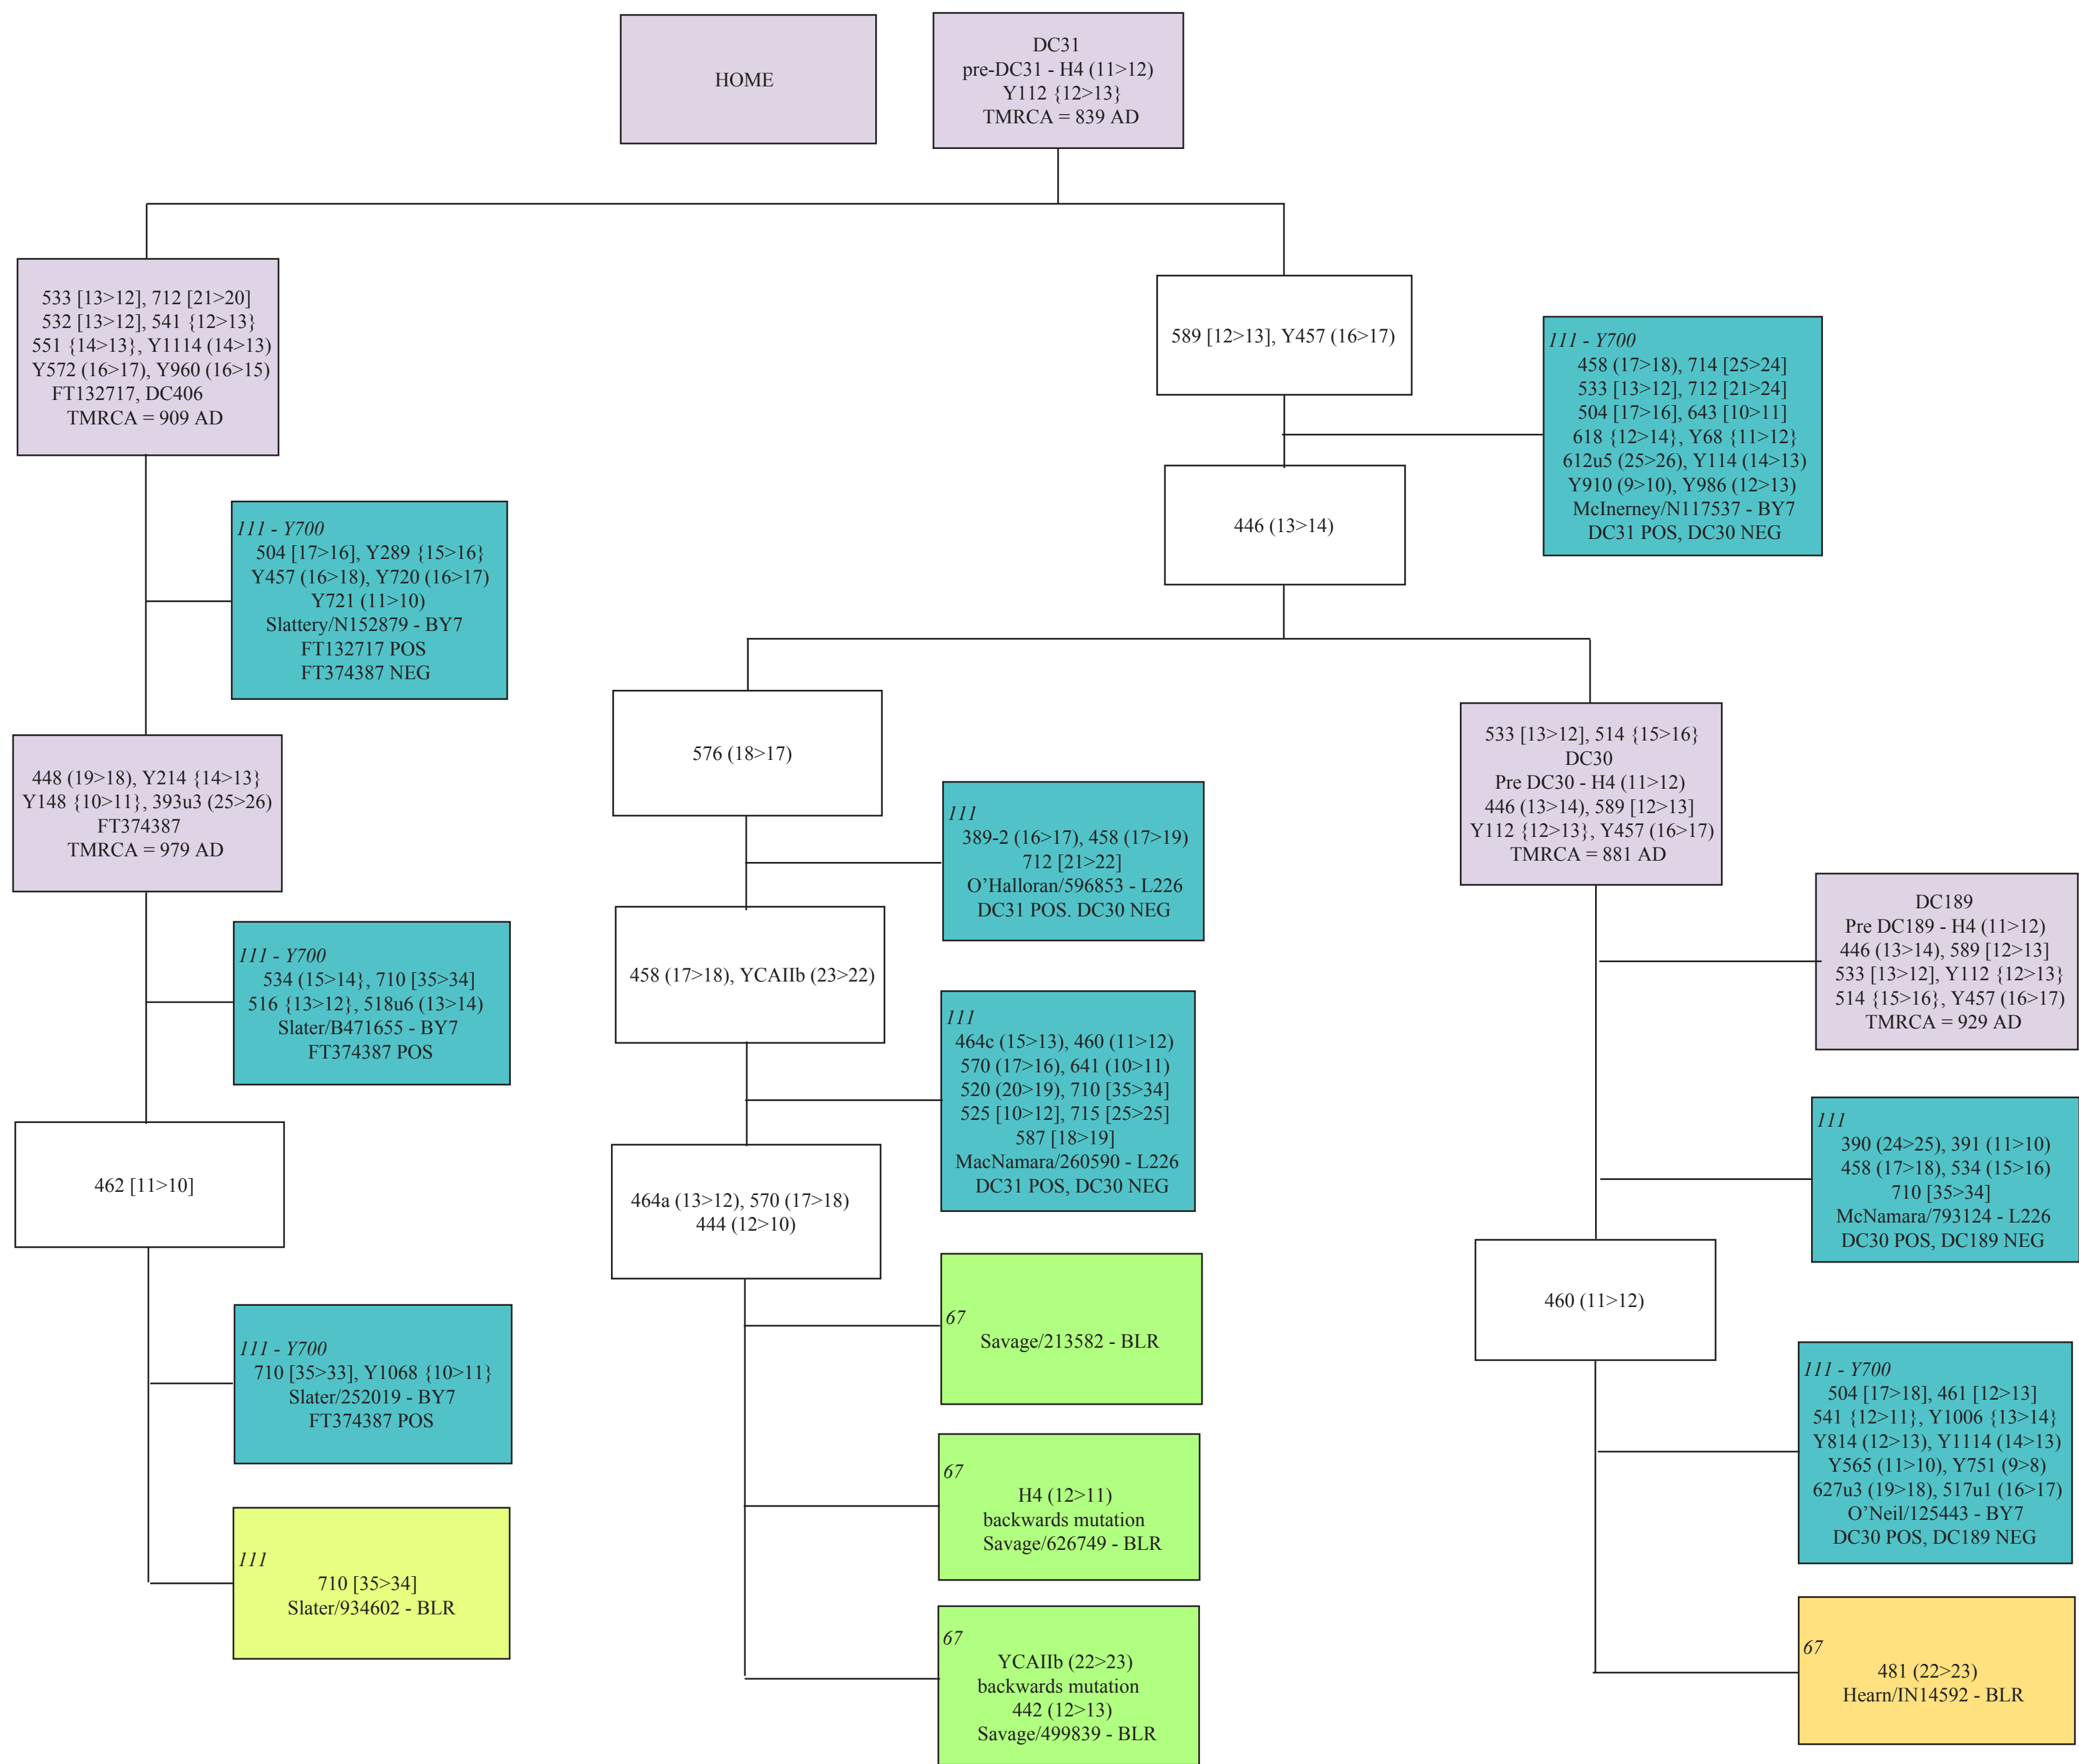 HOME
DC31
pre-DC31 - H4 (11>12)
Y112 {12>13}
TMRCA = 839 AD
533 [13>12], 712 [21>20]
532 [13>12], 541 {12>13}
551 {14>13}, Y1114 (14>13)
Y572 (16>17), Y960 (16>15)
FT132717, DC406
TMRCA = 909 AD
589 [12>13], Y457 (16>17)
111 - Y700
458 (17>18), 714 [25>24]
533 [13>12], 712 [21>24]
504 [17>16], 643 [10>11]
618 {12>14}, Y68 {11>12}
612u5 (25>26), Y114 (14>13)
Y910 (9>10), Y986 (12>13)
McInerney/N117537 - BY7
DC31 POS, DC30 NEG
446 (13>14)
111 - Y700
504 [17>16], Y289 {15>16}
Y457 (16>18), Y720 (16>17)
Y721 (11>10)
Slattery/N152879 - BY7
FT132717 POS
FT374387 NEG
448 (19>18), Y214 {14>13}
Y148 {10>11}, 393u3 (25>26)
FT374387
TMRCA = 979 AD
576 (18>17)
533 [13>12], 514 {15>16}
DC30
Pre DC30 - H4 (11>12)
446 (13>14), 589 [12>13]
Y112 {12>13}, Y457 (16>17)
TMRCA = 881 AD
111
389-2 (16>17), 458 (17>19)
712 [21>22]
O'Halloran/596853 - L226
DC31 POS. DC30 NEG
DC189
Pre DC189 - H4 (11>12)
446 (13>14), 589 [12>13]
533 [13>12], Y112 {12>13}
514 {15>16}, Y457 (16>17)
TMRCA = 929 AD
111 - Y700
534 (15>14}, 710 [35>34]
516 {13>12}, 518u6 (13>14)
Slater/B471655 - BY7
FT374387 POS
458 (17>18), YCAIIb (23>22)
111
464c (15>13), 460 (11>12)
570 (17>16), 641 (10>11)
520 (20>19), 710 [35>34]
525 [10>12], 715 [25>25]
587 [18>19]
MacNamara/260590 - L226
DC31 POS, DC30 NEG
111
390 (24>25), 391 (11>10)
458 (17>18), 534 (15>16)
710 [35>34]
McNamara/793124 - L226
DC30 POS, DC189 NEG
462 [11>10]
464a (13>12), 570 (17>18)
444 (12>10)
460 (11>12)
111 - Y700
710 [35>33], Y1068 {10>11}
Slater/252019 - BY7
FT374387 POS
67
Savage/213582 - BLR
111 - Y700
504 [17>18], 461 [12>13]
541 {12>11}, Y1006 {13>14}
Y814 (12>13), Y1114 (14>13)
Y565 (11>10), Y751 (9>8)
627u3 (19>18), 517u1 (16>17)
O'Neil/125443 - BY7
DC30 POS, DC189 NEG
67
H4 (12>11)
backwards mutation
Savage/626749 - BLR
111
710 [35>34]
Slater/934602 - BLR
67
YCAIIb (22>23)
backwards mutation
442 (12>13)
Savage/499839 - BLR
67
481 (22>23)
Hearn/IN14592 - BLR